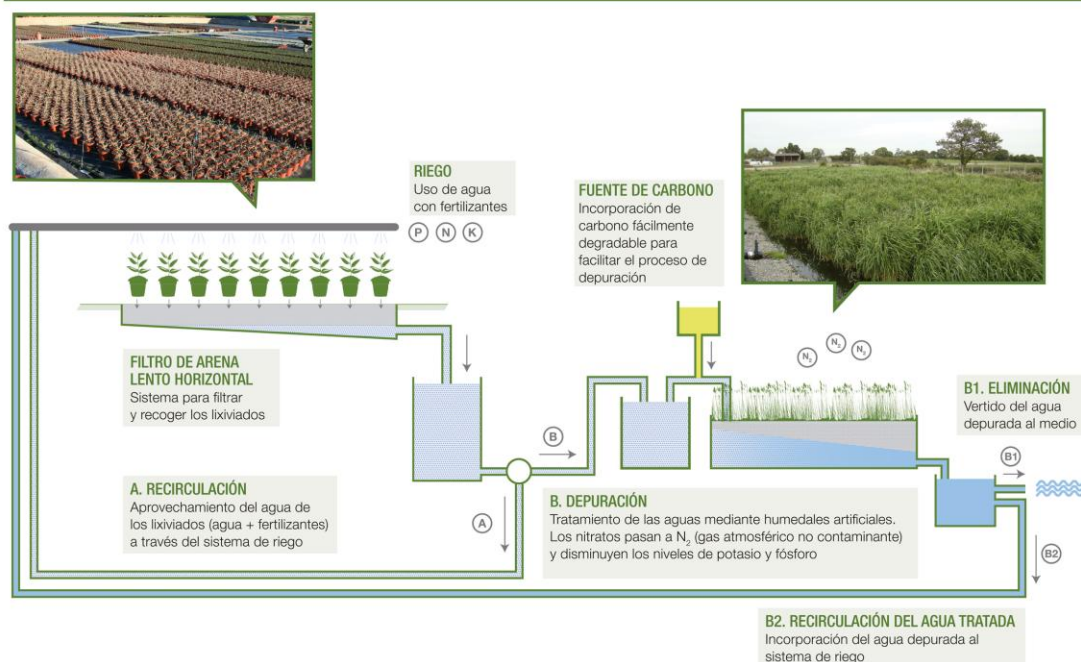 RIEGO
Uso de agua
con fertilizantes
P N K
FUENTE DE CARBONO
Incorporación de
carbono fácilmente
degradable para
facilitar el proceso de
depuración
FILTRO DE ARENA
LENTO HORIZONTAL
Sistema para filtrar
y recoger los lixiviados
N₂ N₂ N₂
B1. ELIMINACIÓN
Vertido del agua
depurada al medio
B
B1
A. RECIRCULACIÓN
Aprovechamiento del agua de
los lixiviados (agua + fertilizantes)
a través del sistema de riego
A
B. DEPURACIÓN
Tratamiento de las aguas mediante humedales artificiales.
Los nitratos pasan a N₂ (gas atmosférico no contaminante)
y disminuyen los niveles de potasio y fósforo
B2
B2. RECIRCULACIÓN DEL AGUA TRATADA
Incorporación del agua depurada al
sistema de riego